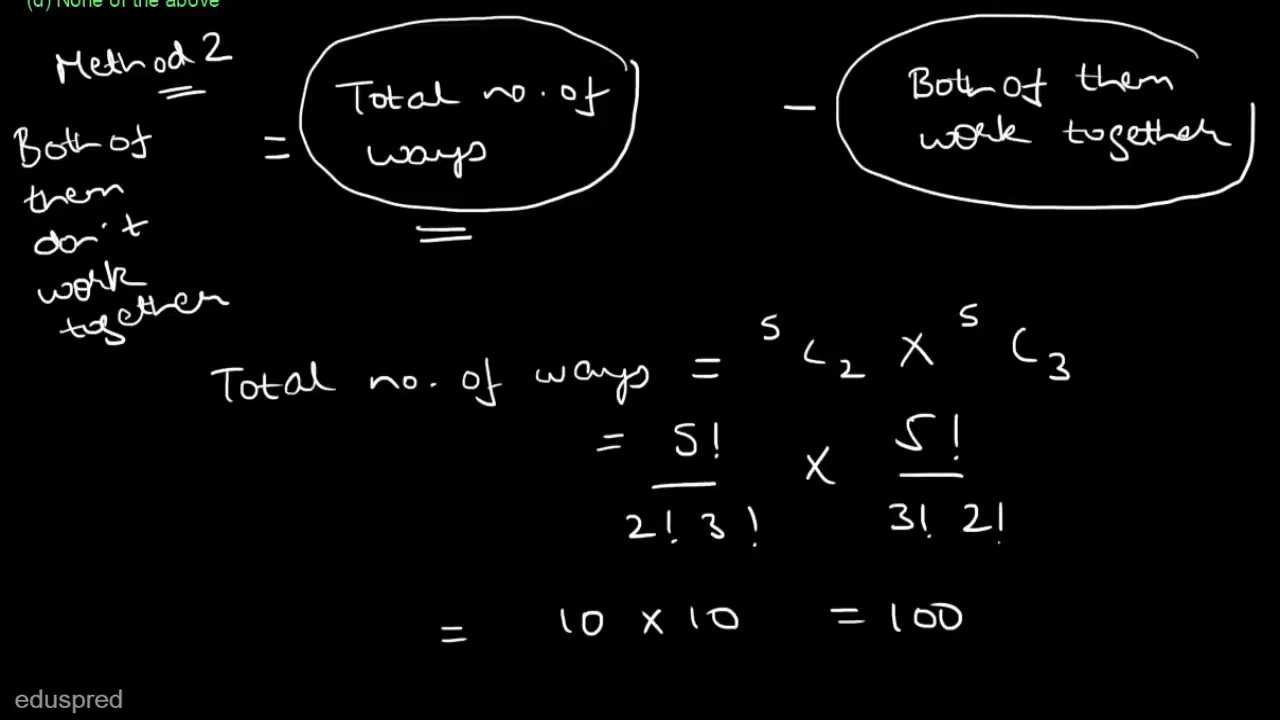 (d) None of the above
Method 2
Both of them don't work together = Total no. of ways - Both of them work together
Total no. of ways = ⁵C₂ X ⁵C₃
= 5!/2! 3! X 5!/3! 2!
= 10 x 10 = 100
eduspred